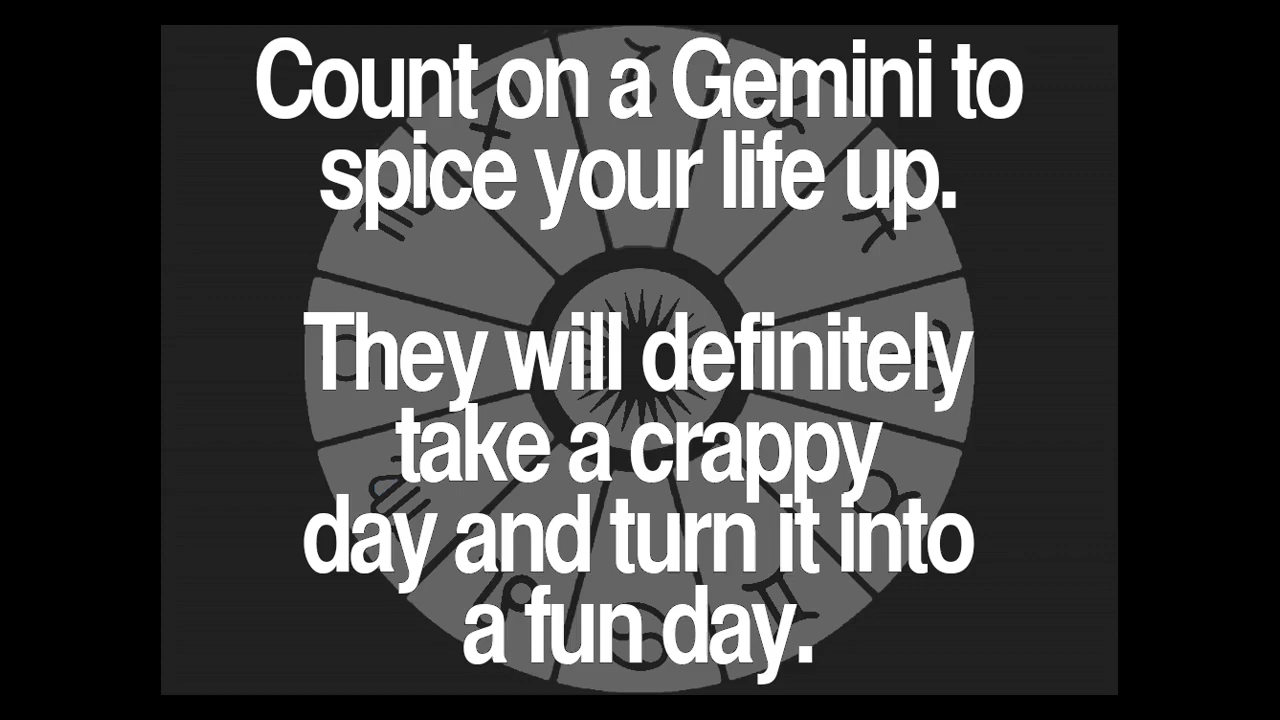 Count on a Gemini to
spice your life up.
They will definitely
take a crappy
day and turn it into
a fun day.